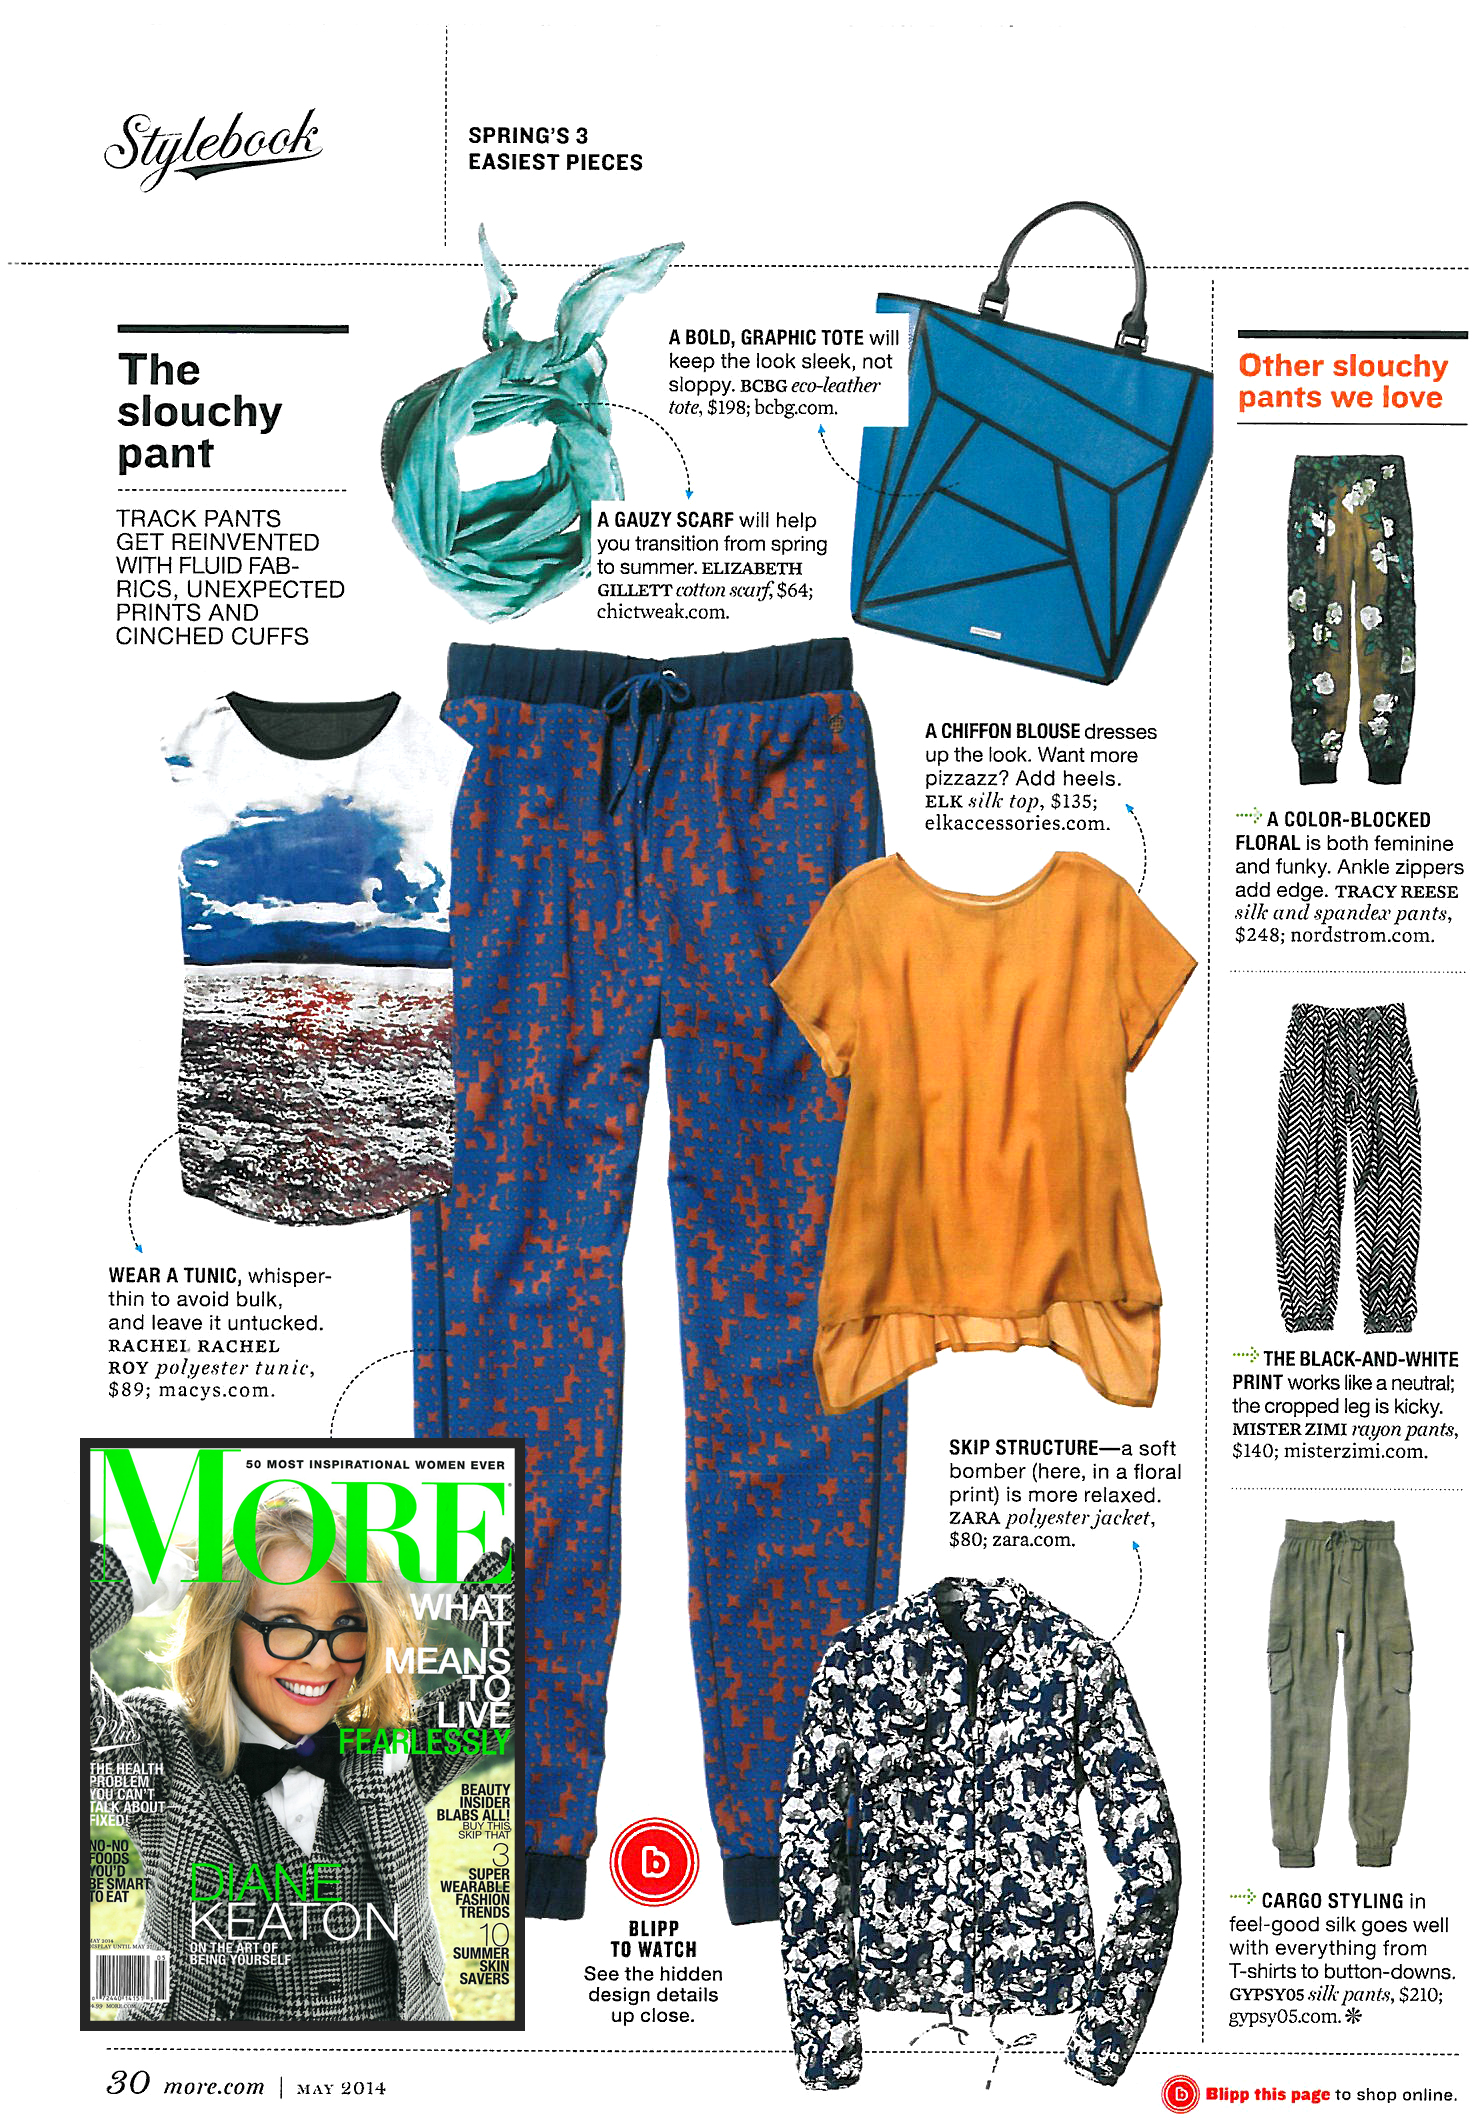 Stylebook
SPRING'S 3
EASIEST PIECES
The
slouchy
pant
TRACK PANTS
GET REINVENTED
WITH FLUID FAB-
RICS, UNEXPECTED
PRINTS AND
CINCHED CUFFS
A BOLD, GRAPHIC TOTE will
keep the look sleek, not
sloppy. BCBG eco-leather
tote, $198; bcbg.com.
A GAUZY SCARF will help
you transition from spring
to summer. ELIZABETH
GILLETT cotton scarf, $64;
chictweak.com.
A CHIFFON BLOUSE dresses
up the look. Want more
pizzazz? Add heels.
ELK silk top, $135;
elkaccessories.com.
WEAR A TUNIC, whisper-
thin to avoid bulk,
and leave it untucked.
RACHEL RACHEL
ROY polyester tunic,
$89; macys.com.
SKIP STRUCTURE—a soft
bomber (here, in a floral
print) is more relaxed.
ZARA polyester jacket,
$80; zara.com.
MORE
50 MOST INSPIRATIONAL WOMEN EVER
WHAT
IT
MEANS
TO
LIVE
FEARLESSLY
THE HEALTH
PROBLEM
YOU CAN'T
TALK ABOUT
FIXED!
NO-NO
FOODS
YOU'D
BE SMART
TO EAT
BEAUTY
INSIDER
BLABS ALL!
BUY THIS
SKIP THAT
3
SUPER
WEARABLE
FASHION
TRENDS
10
SUMMER
SKIN
SAVERS
DIANE
KEATON
ON THE ART OF
BEING YOURSELF
MAY 2014
BLIPP
TO WATCH
See the hidden
design details
up close.
Other slouchy
pants we love
A COLOR-BLOCKED
FLORAL is both feminine
and funky. Ankle zippers
add edge. TRACY REESE
silk and spandex pants,
$248; nordstrom.com.
THE BLACK-AND-WHITE
PRINT works like a neutral;
the cropped leg is kicky.
MISTER ZIMI rayon pants,
$140; misterzimi.com.
CARGO STYLING in
feel-good silk goes well
with everything from
T-shirts to button-downs.
GYPSY05 silk pants, $210;
gypsy05.com.
30 more.com | MAY 2014
b Blipp this page to shop online.